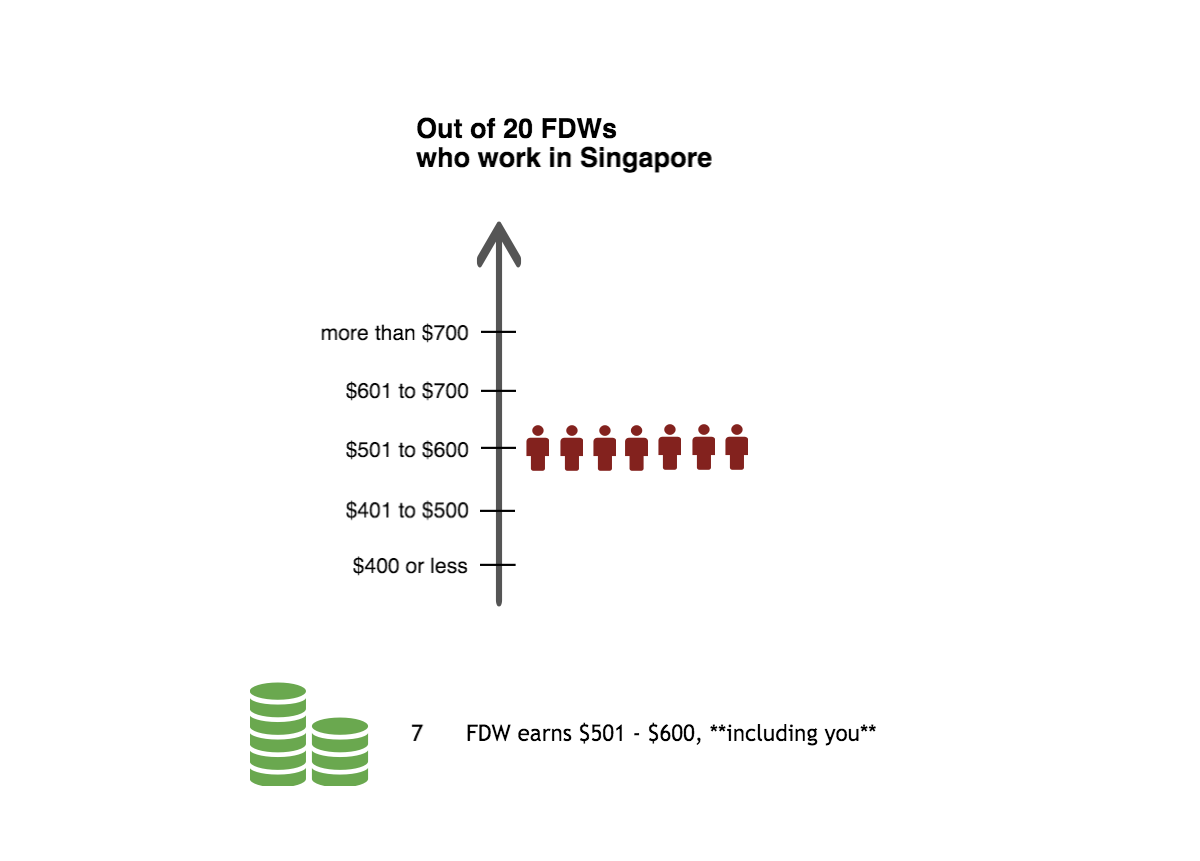 Out of 20 FDWs
who work in Singapore
more than $700
$601 to $700
$501 to $600
$401 to $500
$400 or less
7 FDW earns $501 - $600, **including you**